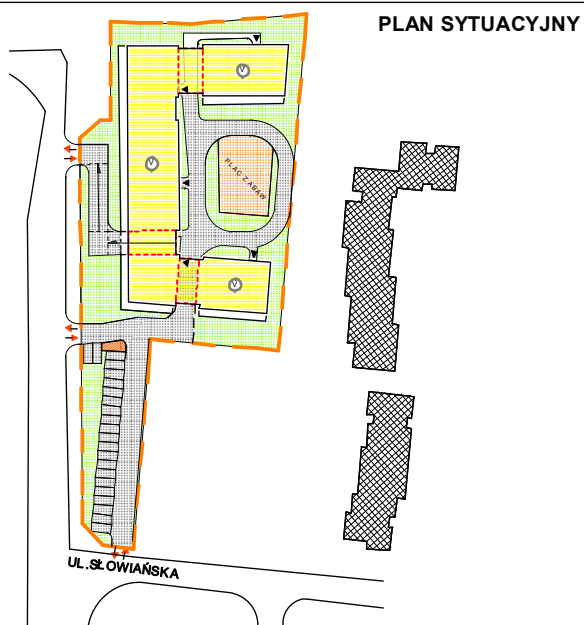 PLAN SYTUACYJNY
V
V
PLAC ZABAW
V
UL.SŁOWIAŃSKA